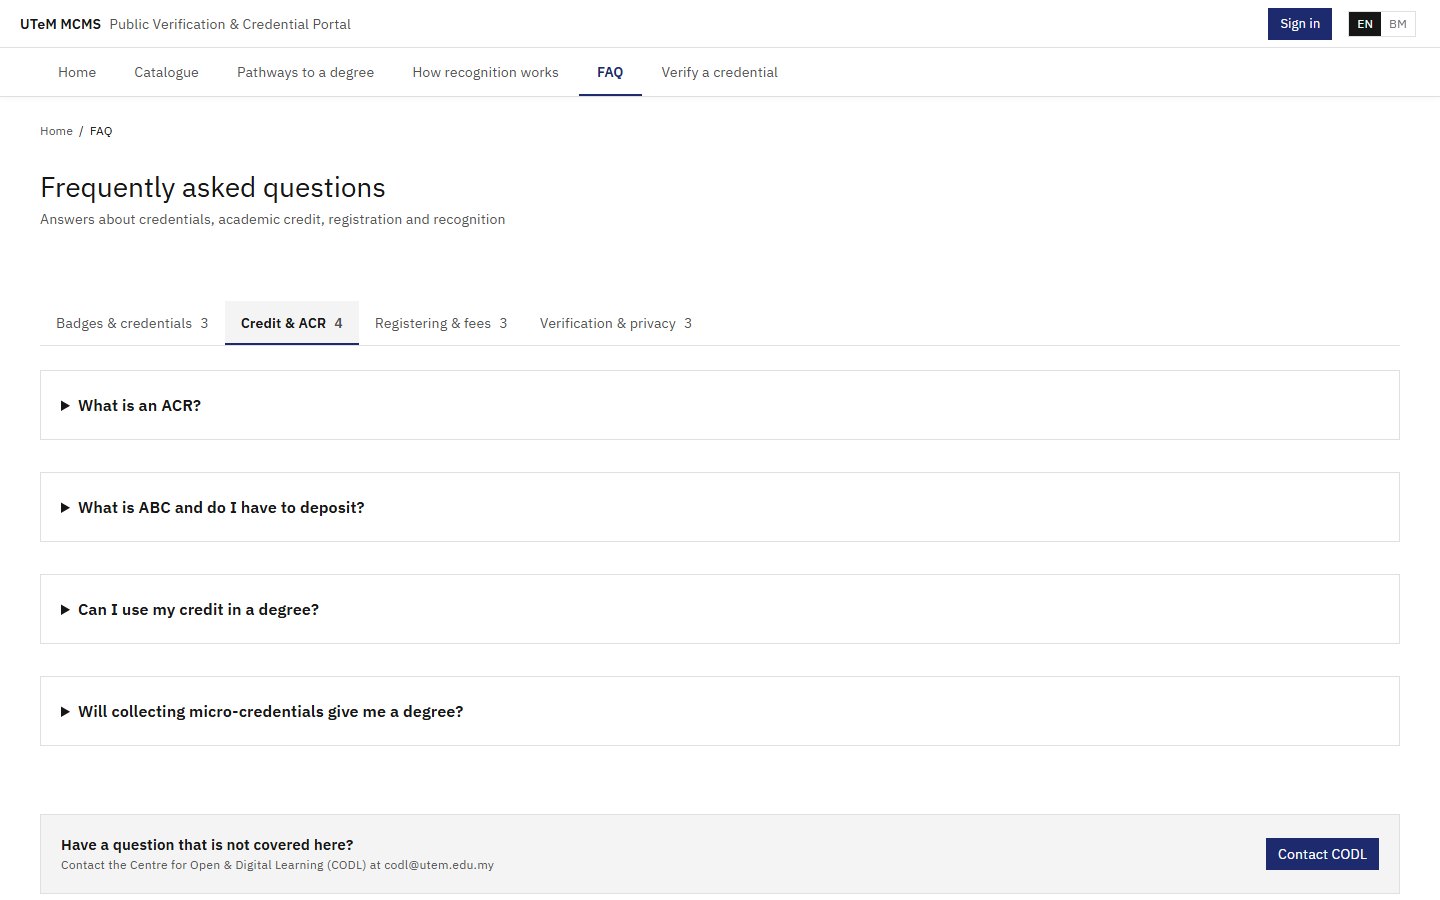 UTeM MCMS Public Verification & Credential Portal
Sign in
EN BM
Home Catalogue Pathways to a degree How recognition works FAQ Verify a credential
Home / FAQ
Frequently asked questions
Answers about credentials, academic credit, registration and recognition
Badges & credentials 3 Credit & ACR 4 Registering & fees 3 Verification & privacy 3
What is an ACR?
What is ABC and do I have to deposit?
Can I use my credit in a degree?
Will collecting micro-credentials give me a degree?
Have a question that is not covered here?
Contact the Centre for Open & Digital Learning (CODL) at codl@utem.edu.my
Contact CODL